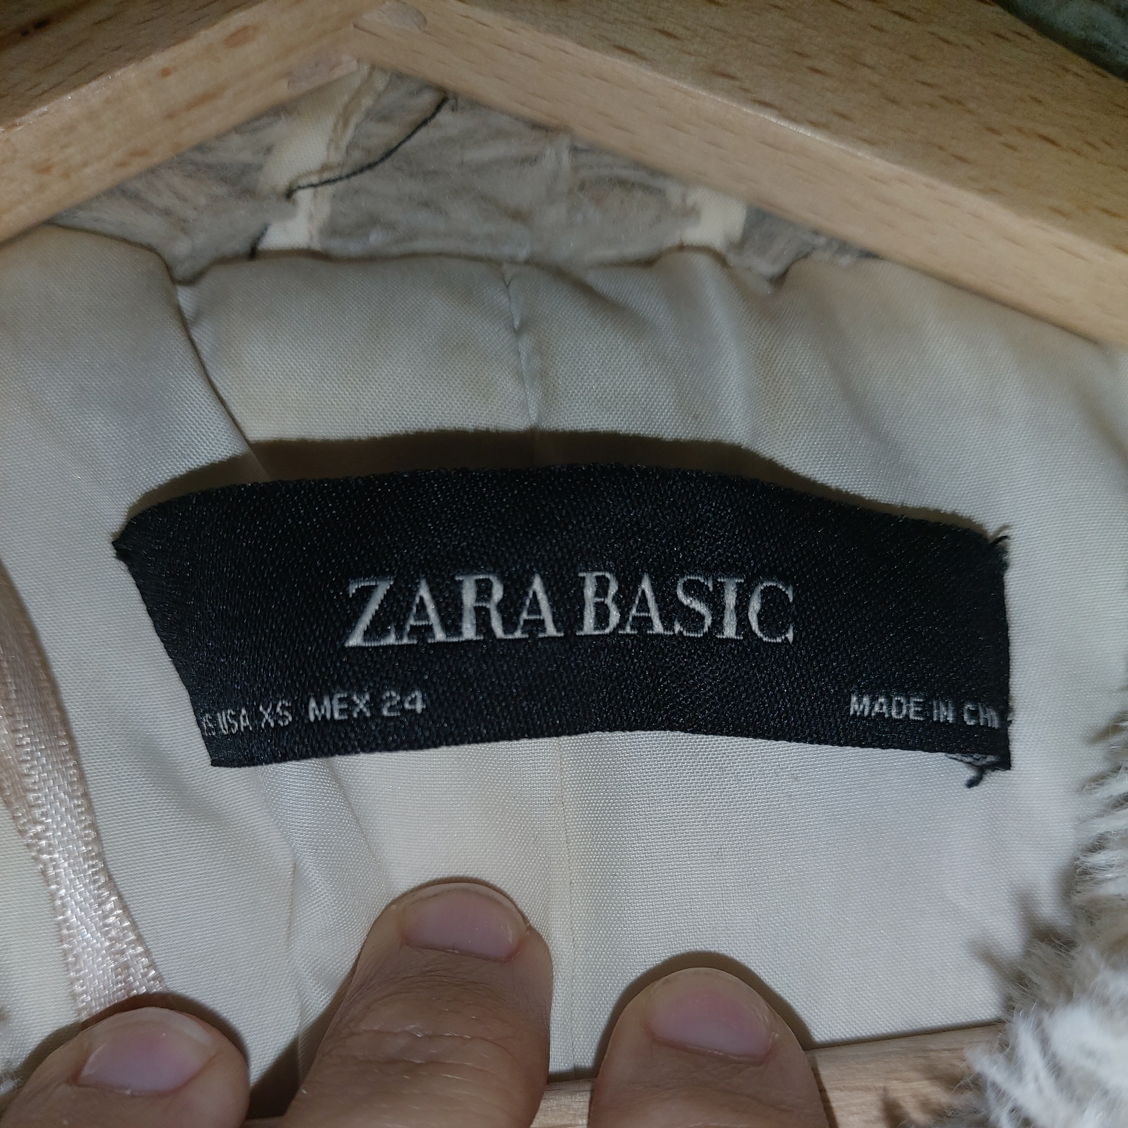 ZARA BASIC
USA XS MEX 24
MADE IN